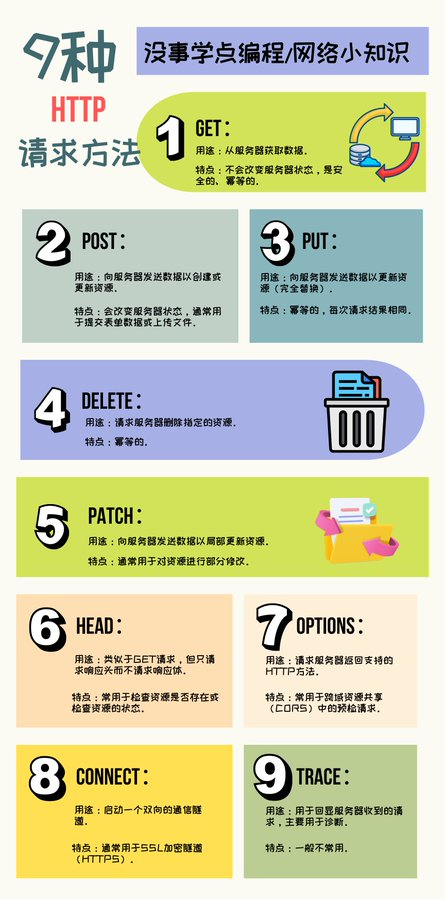 9种
没事学点编程/网络小知识
HTTP
请求方法
1
GET：
用途：从服务器获取数据.
特点：不会改变服务器状态，是安
全的、幂等的.
2
POST：
用途：向服务器发送数据以创建或
更新资源.
特点：会改变服务器状态，通常用
于提交表单数据或上传文件.
3
PUT：
用途：向服务器发送数据以更新资
源（完全替换）.
特点：幂等的，每次请求结果相同.
4
DELETE：
用途：请求服务器删除指定的资源.
特点：幂等的.
5
PATCH：
用途：向服务器发送数据以局部更新资源.
特点：通常用于对资源进行部分修改.
6
HEAD：
用途：类似于GET请求，但只请
求响应头而不请求响应体.
特点：常用于检查资源是否存在或
检查资源的状态.
7
OPTIONS：
用途：请求服务器返回支持的
HTTP方法.
特点：常用于跨域资源共享
（CORS）中的预检请求.
8
CONNECT：
用途：启动一个双向的通信隧
道.
特点：通常用于SSL加密隧道
（HTTPS）.
9
TRACE：
用途：用于回显服务器收到的请
求，主要用于诊断.
特点：一般不常用.